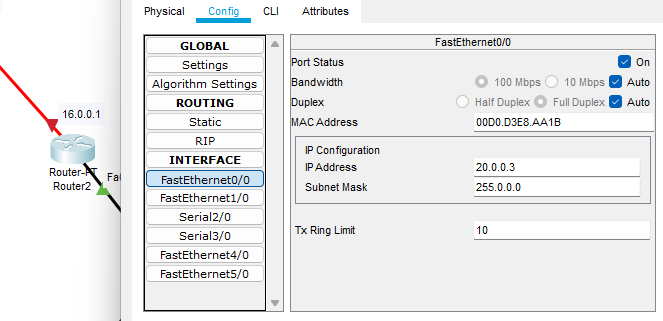 Physical Config CLI Attributes
16.0.0.1
Router-PT
Router2
GLOBAL
Settings
Algorithm Settings
ROUTING
Static
RIP
INTERFACE
FastEthernet0/0
FastEthernet1/0
Serial2/0
Serial3/0
FastEthernet4/0
FastEthernet5/0
FastEthernet0/0
Port Status On
Bandwidth 100 Mbps 10 Mbps Auto
Duplex Half Duplex Full Duplex Auto
MAC Address 00D0.D3E8.AA1B
IP Configuration
IP Address 20.0.0.3
Subnet Mask 255.0.0.0
Tx Ring Limit 10